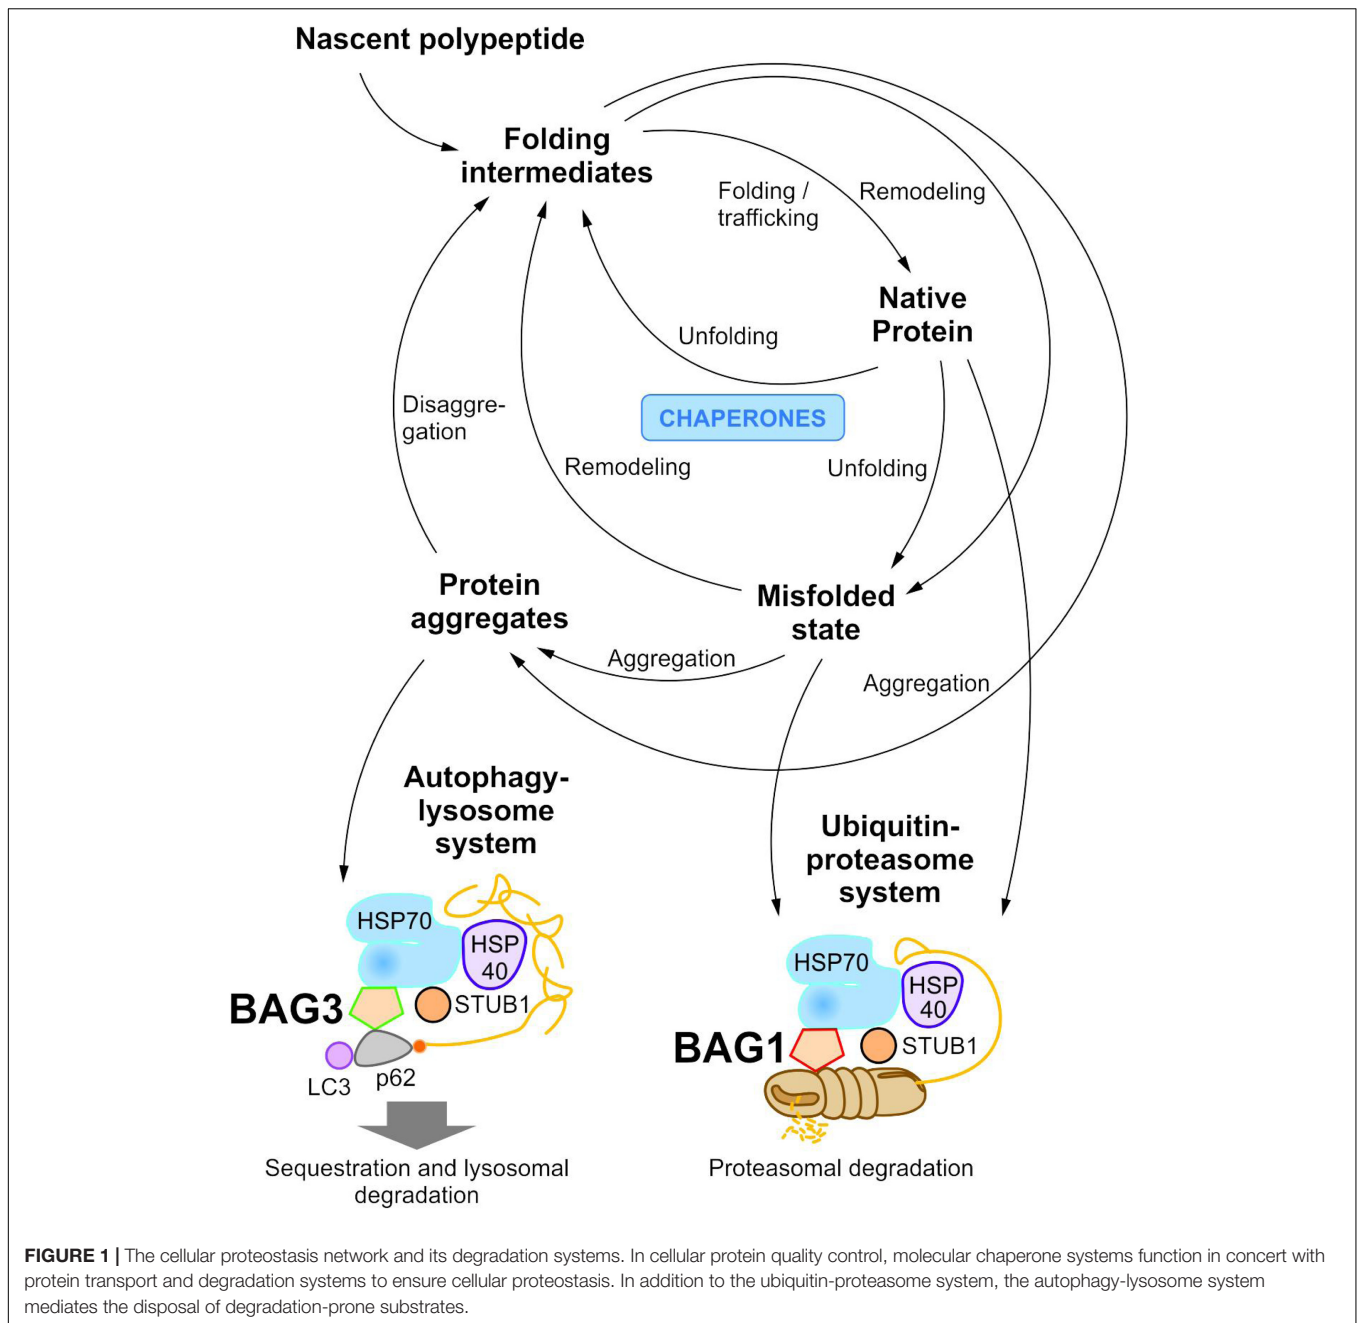 Nascent polypeptide
Folding
intermediates
Folding /
trafficking
Remodeling
Native
Protein
Unfolding
Disaggre-
gation
CHAPERONES
Remodeling
Unfolding
Protein
aggregates
Misfolded
state
Aggregation
Aggregation
Autophagy-
lysosome
system
Ubiquitin-
proteasome
system
HSP70
HSP
40
BAG3
STUB1
LC3
p62
HSP70
HSP
40
BAG1
STUB1
Sequestration and lysosomal
degradation
Proteasomal degradation
FIGURE 1 | The cellular proteostasis network and its degradation systems. In cellular protein quality control, molecular chaperone systems function in concert with
protein transport and degradation systems to ensure cellular proteostasis. In addition to the ubiquitin-proteasome system, the autophagy-lysosome system
mediates the disposal of degradation-prone substrates.